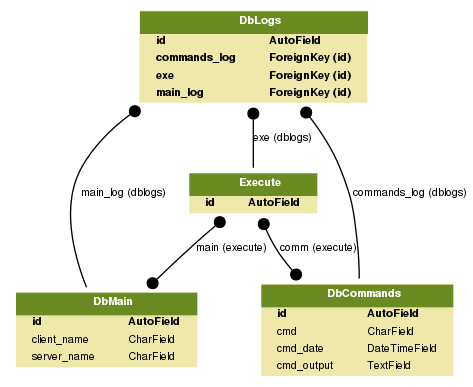 DbLogs
id AutoField
commands_log ForeignKey (id)
exe ForeignKey (id)
main_log ForeignKey (id)
exe (dblogs)
Execute
id AutoField
main_log (dblogs)
commands_log (dblogs)
main (execute)
comm (execute)
DbMain
id AutoField
client_name CharField
server_name CharField
DbCommands
id AutoField
cmd CharField
cmd_date DateTimeField
cmd_output TextField